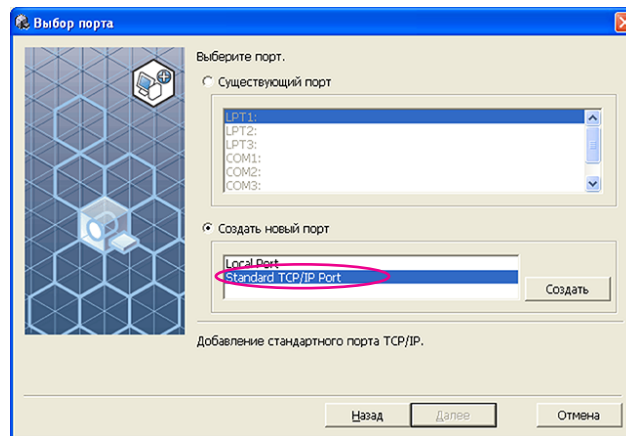 Выбор порта
Выберите порт.
Существующий порт
LPT1:
LPT2:
LPT3:
COM1:
COM2:
COM3:
Создать новый порт
Local Port
Standard TCP/IP Port
Создать
Добавление стандартного порта TCP/IP.
Назад Далее Отмена